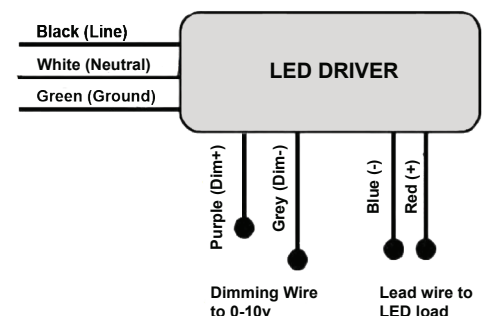 Black (Line)
White (Neutral)
Green (Ground)
LED DRIVER
Purple (Dim+)
Grey (Dim-)
Blue (-)
Red (+)
Dimming Wire
to 0-10v
Lead wire to
LED load